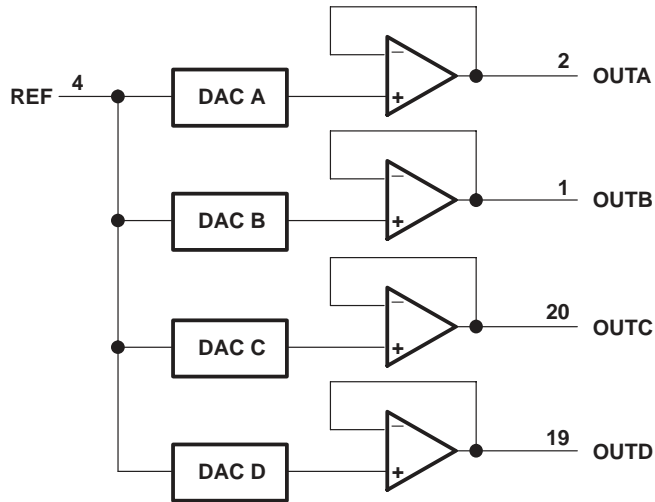 2
OUTA
4
REF
DAC A
1
OUTB
DAC B
20
OUTC
DAC C
19
OUTD
DAC D